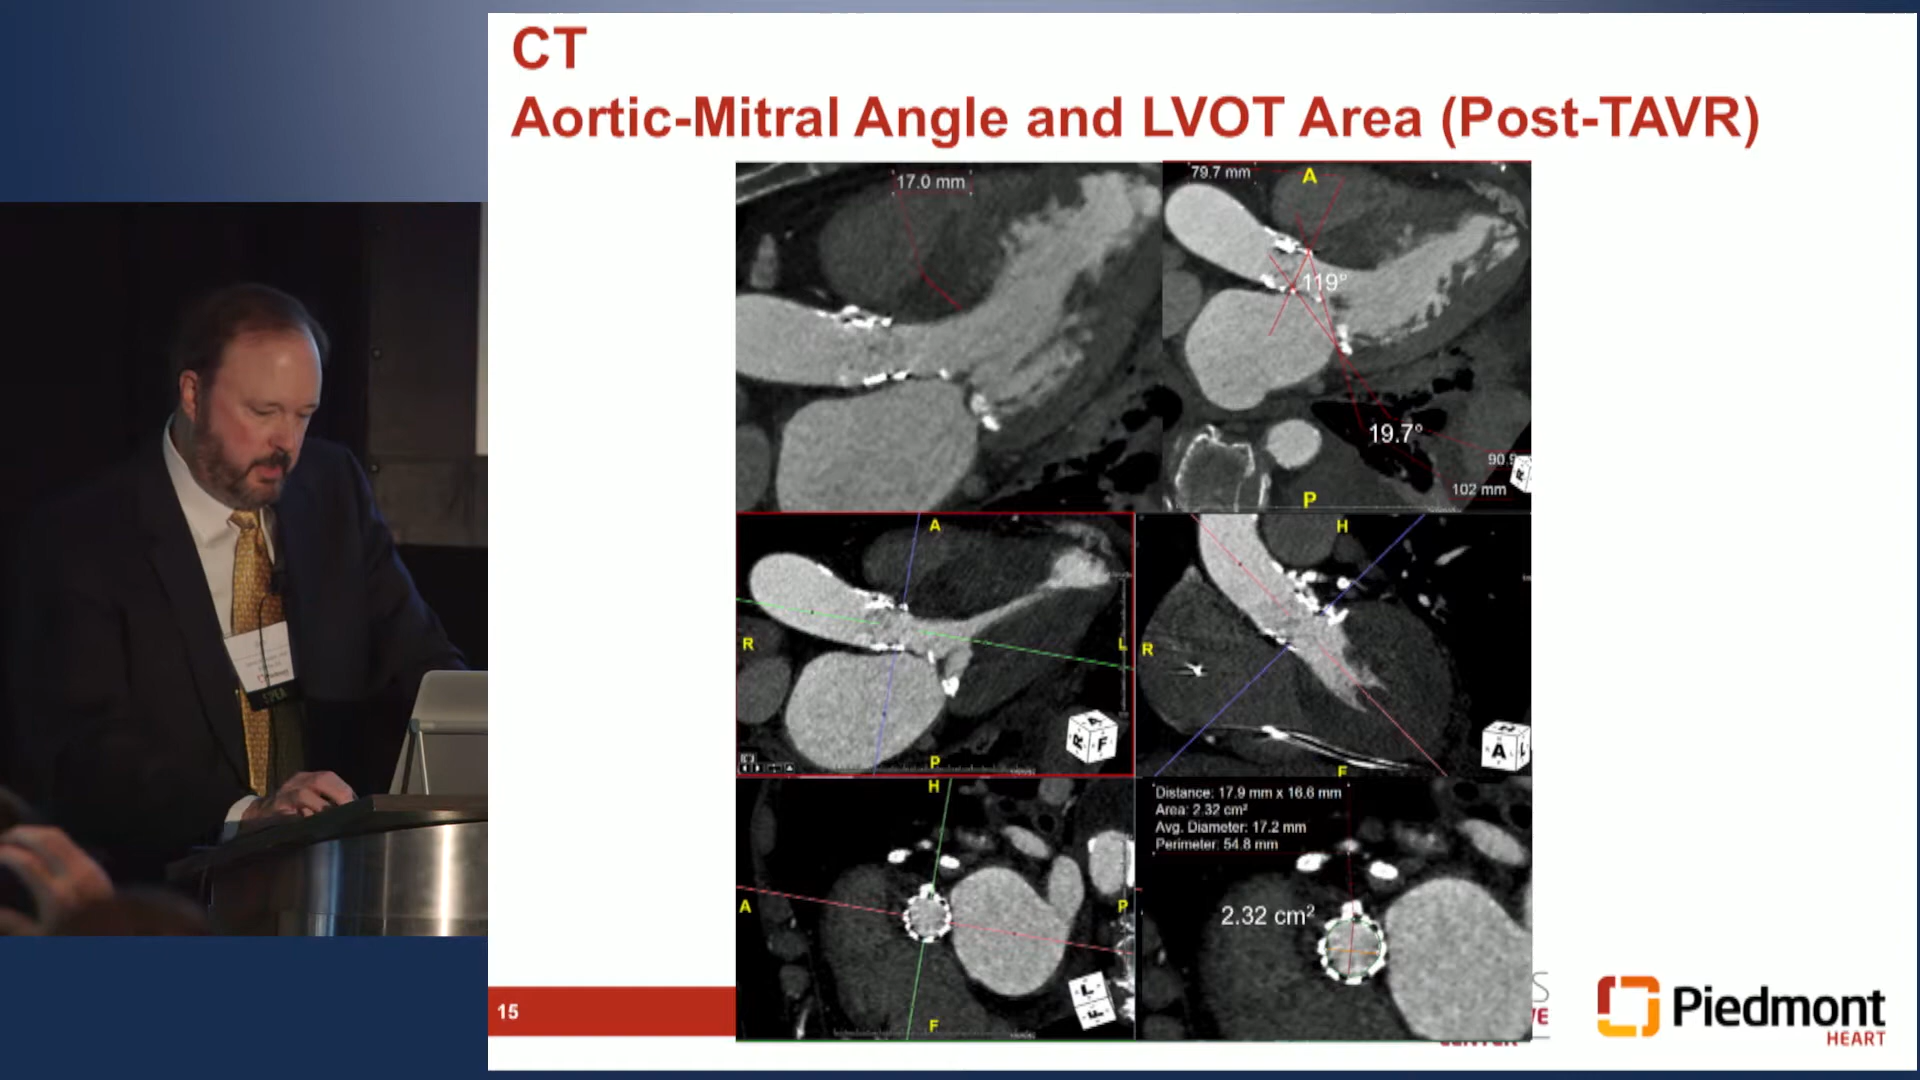 CT
Aortic-Mitral Angle and LVOT Area (Post-TAVR)
17.0 mm
79.7 mm
A
119°
19.7°
90.9
102 mm
P
A
R
L
P
H
R
F
A
H
A
P
F
Distance: 17.9 mm x 16.6 mm
Area: 2.32 cm²
Avg. Diameter: 17.2 mm
Perimeter: 54.8 mm
2.32 cm²
15
Piedmont
HEART